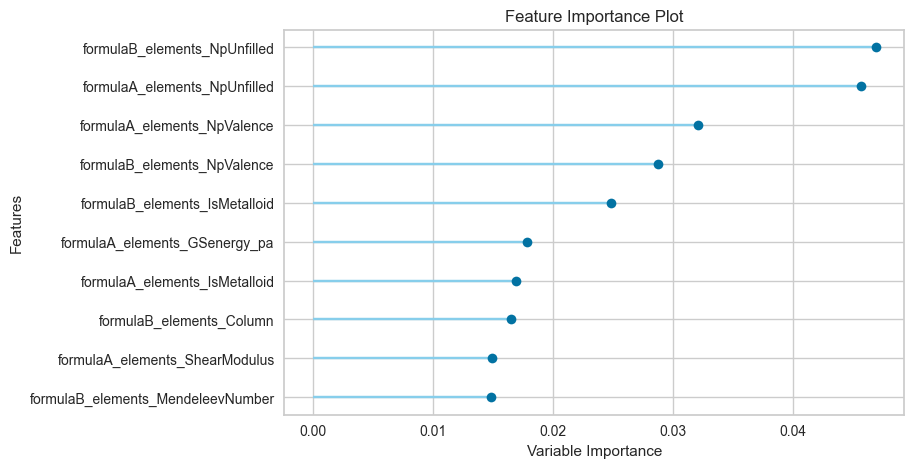 Feature Importance Plot
Features
formulaB_elements_NpUnfilled
formulaA_elements_NpUnfilled
formulaA_elements_NpValence
formulaB_elements_NpValence
formulaB_elements_IsMetalloid
formulaA_elements_GSenergy_pa
formulaA_elements_IsMetalloid
formulaB_elements_Column
formulaA_elements_ShearModulus
formulaB_elements_MendeleevNumber
0.00 0.01 0.02 0.03 0.04
Variable Importance